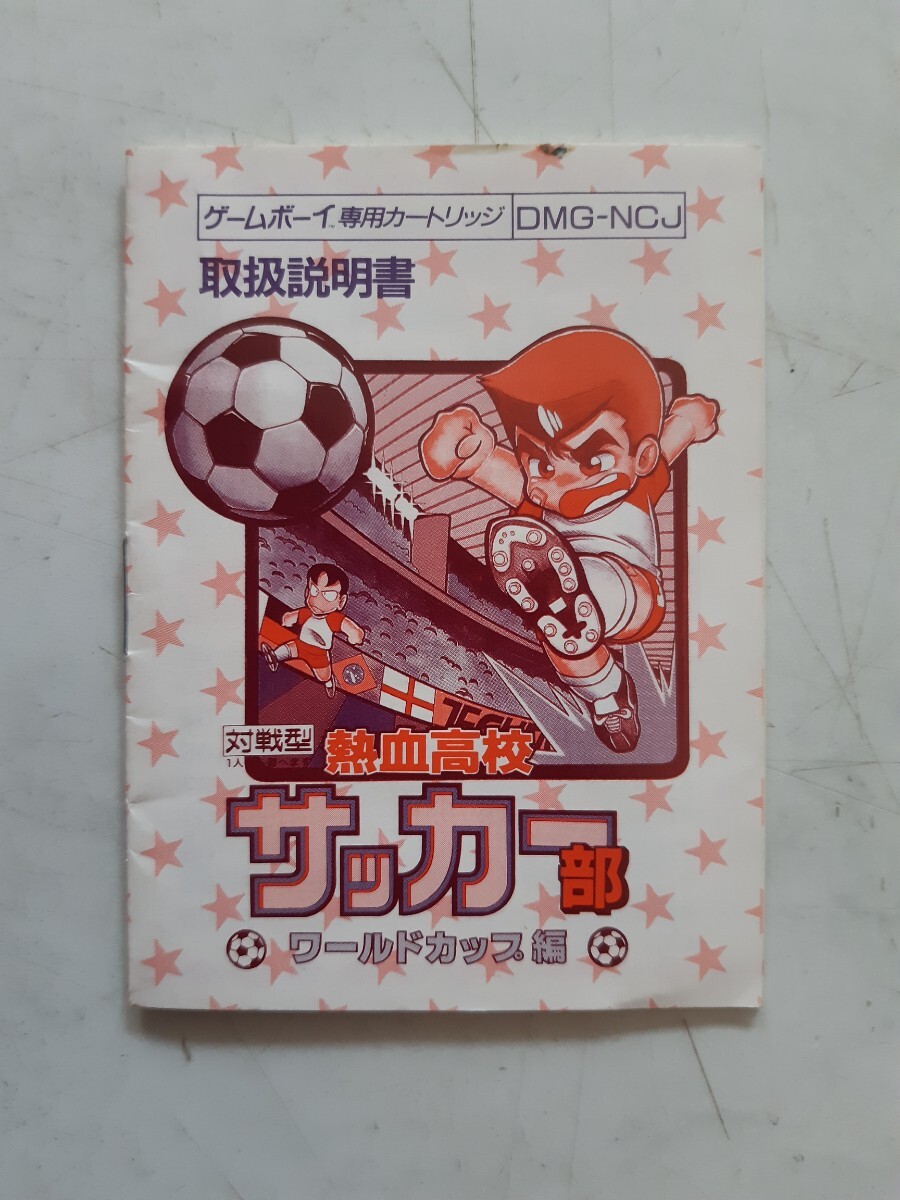 ゲームボーイ™専用カートリッジ DMG-NCJ
取扱説明書
対戦型
熱血高校
サッカー部
ワールドカップ編